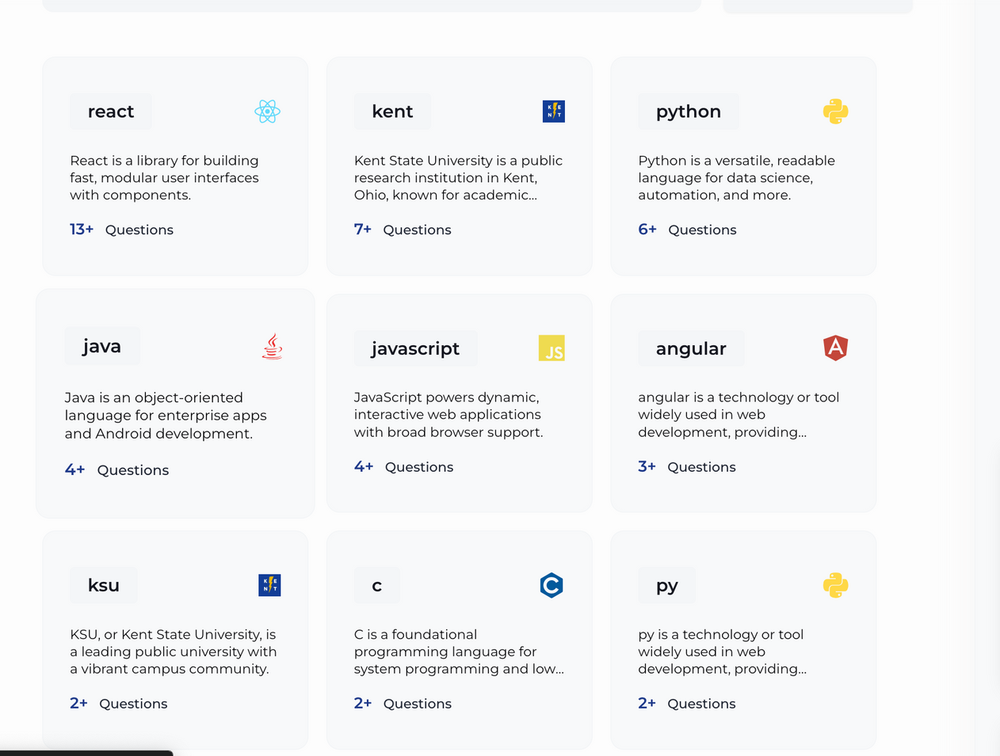 react
React is a library for building
fast, modular user interfaces
with components.
13+ Questions
kent
KENT
Kent State University is a public
research institution in Kent,
Ohio, known for academic...
7+ Questions
python
Python is a versatile, readable
language for data science,
automation, and more.
6+ Questions
java
Java is an object-oriented
language for enterprise apps
and Android development.
4+ Questions
javascript
JS
JavaScript powers dynamic,
interactive web applications
with broad browser support.
4+ Questions
angular
A
angular is a technology or tool
widely used in web
development, providing...
3+ Questions
ksu
KENT
KSU, or Kent State University, is
a leading public university with
a vibrant campus community.
2+ Questions
c
C
C is a foundational
programming language for
system programming and low...
2+ Questions
py
py is a technology or tool
widely used in web
development, providing...
2+ Questions